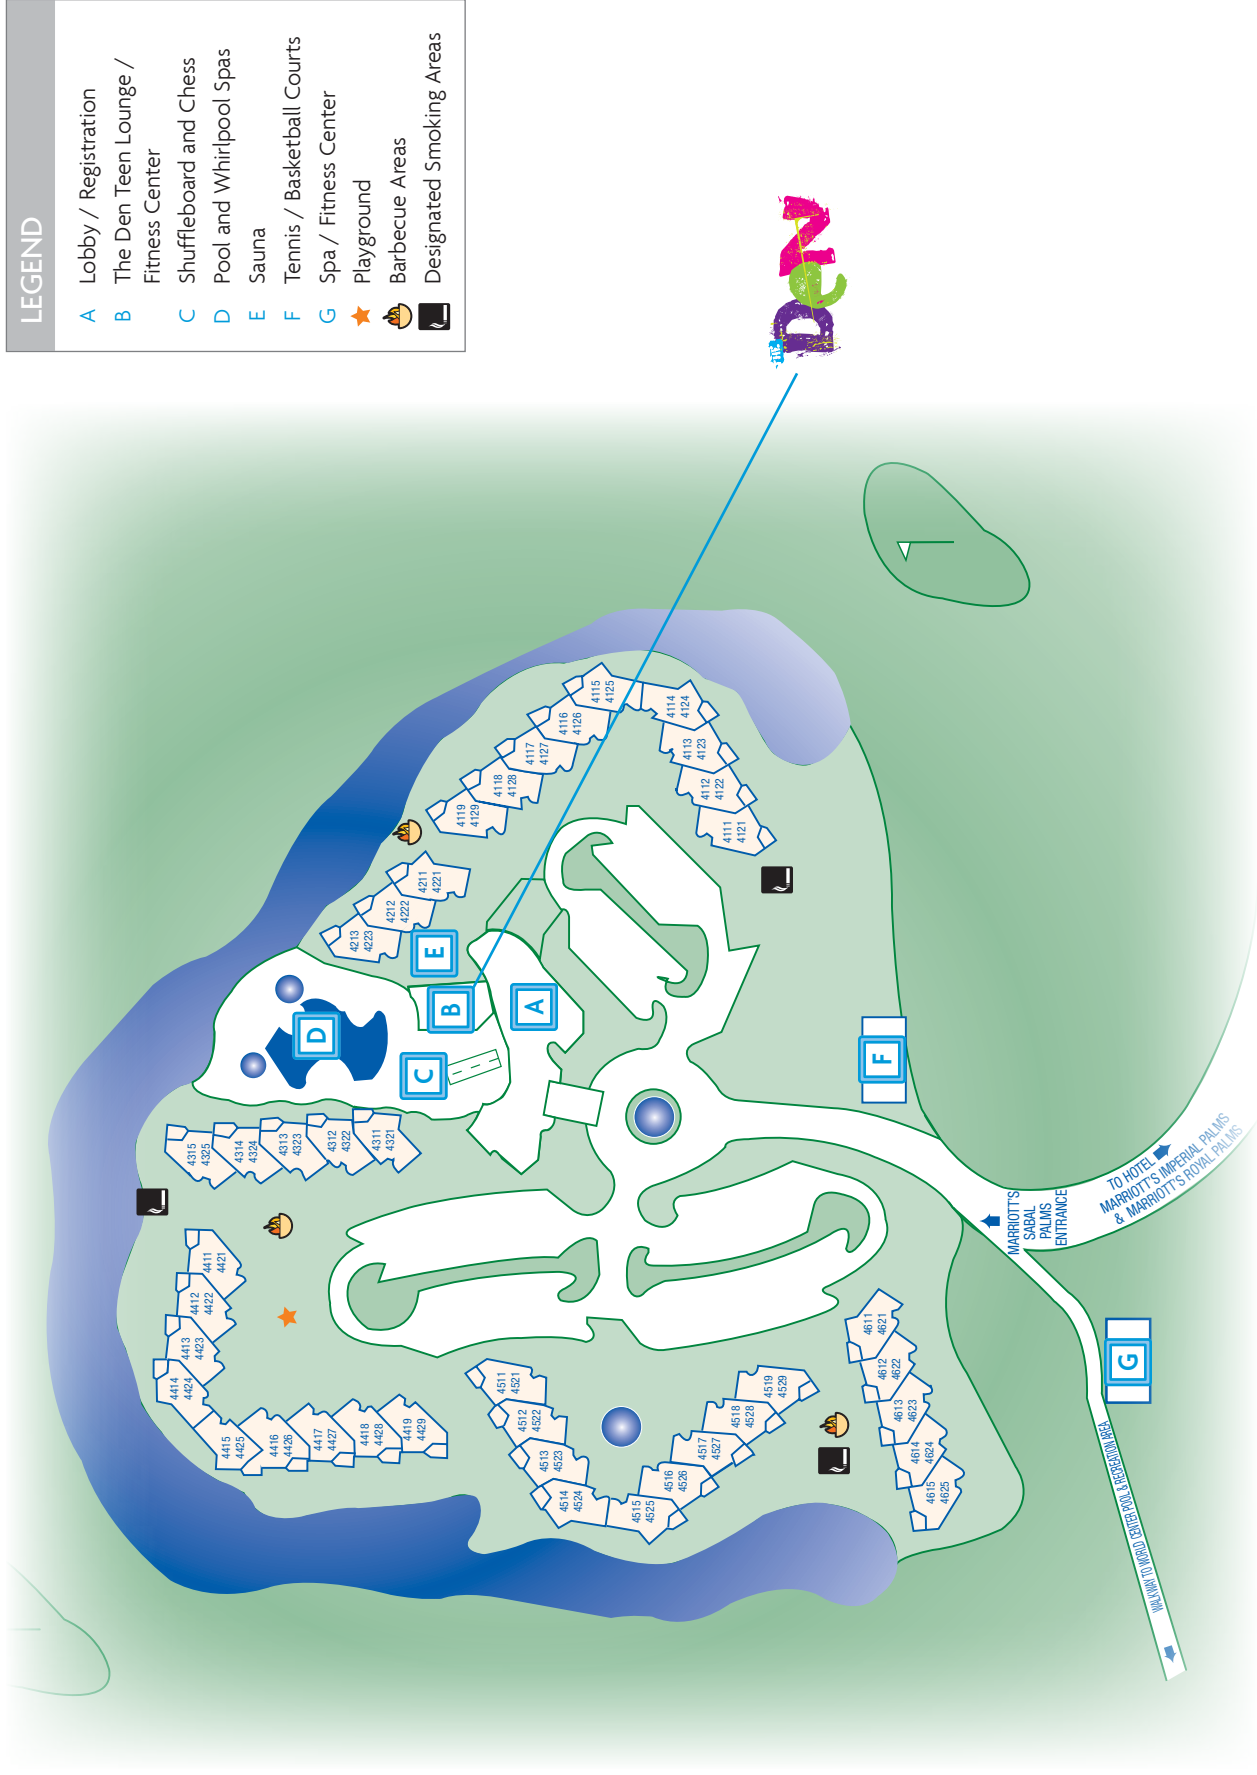 LEGEND
A Lobby / Registration
B The Den Teen Lounge /
Fitness Center
C Shuffleboard and Chess
D Pool and Whirlpool Spas
E Sauna
F Tennis / Basketball Courts
G Spa / Fitness Center
Playground
Barbecue Areas
Designated Smoking Areas
THE
DeN
4115
4125
4116
4126
4117
4127
4118
4128
4119
4129
4114
4124
4113
4123
4112
4122
4111
4121
4211
4221
4212
4222
4213
4223
E
D
B
A
C
F
4315
4325
4314
4324
4313
4323
4312
4322
4311
4321
4411
4421
4412
4422
4413
4423
4414
4424
4415
4425
4416
4426
4417
4427
4418
4428
4419
4429
4511
4521
4512
4522
4513
4523
4514
4524
4515
4525
4516
4526
4517
4527
4518
4528
4519
4529
4611
4621
4612
4622
4613
4623
4614
4624
4615
4625
MARRIOTT'S
SABAL
PALMS
ENTRANCE
TO HOTEL
MARRIOTT'S IMPERIAL PALMS
& MARRIOTT'S ROYAL PALMS
G
WALKWAY TO WORLD CENTER POOL & RECREATION AREA